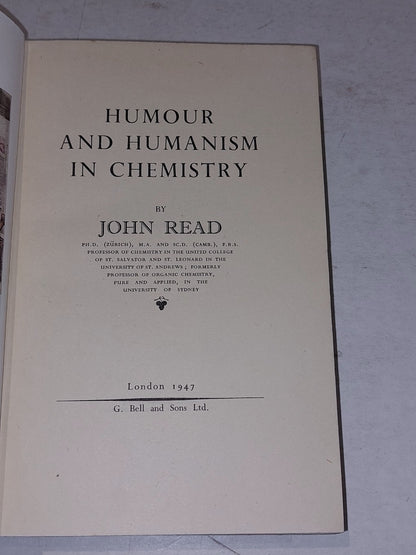 HUMOUR
AND HUMANISM
IN CHEMISTRY
BY
JOHN READ
PH.D. (ZÜRICH), M.A. AND SC.D. (CAMB.), F.R.S.
PROFESSOR OF CHEMISTRY IN THE UNITED COLLEGE
OF ST. SALVATOR AND ST. LEONARD IN THE
UNIVERSITY OF ST. ANDREWS ; FORMERLY
PROFESSOR OF ORGANIC CHEMISTRY,
PURE AND APPLIED, IN THE
UNIVERSITY OF SYDNEY
London 1947
G. Bell and Sons Ltd.